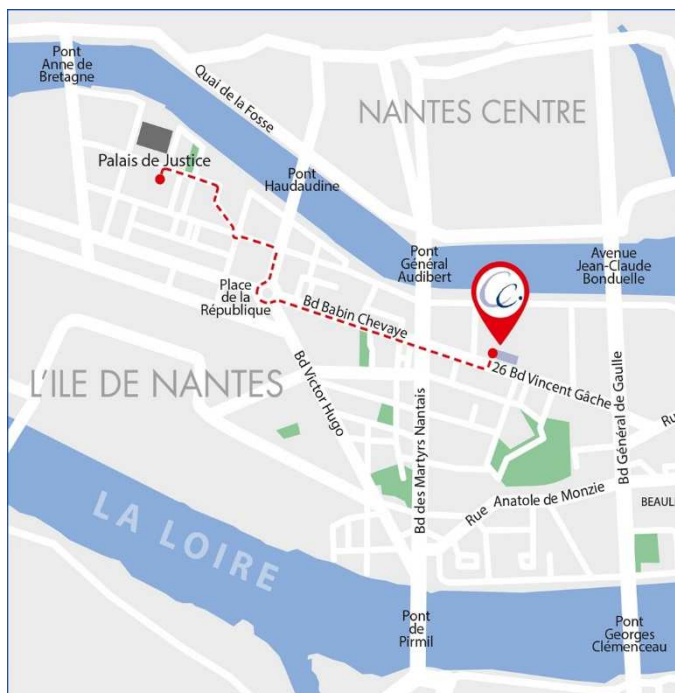 Pont
Anne de
Bretagne
Quai de la Fosse
NANTES CENTRE
Palais de Justice
Pont
Haudaudine
Pont
Général
Audibert
Avenue
Jean-Claude
Bonduelle
CC.
Place
de la
République
Bd Babin Chevaye
26 Bd Vincent Gâche
L'ILE DE NANTES
Bd Victor Hugo
Bd des Martyrs Nantais
Bd Général de Gaulle
Rue
Rue Anatole de Monzie
BEAUL
LA LOIRE
Pont
de
Pirmil
Pont
Georges
Clémenceau